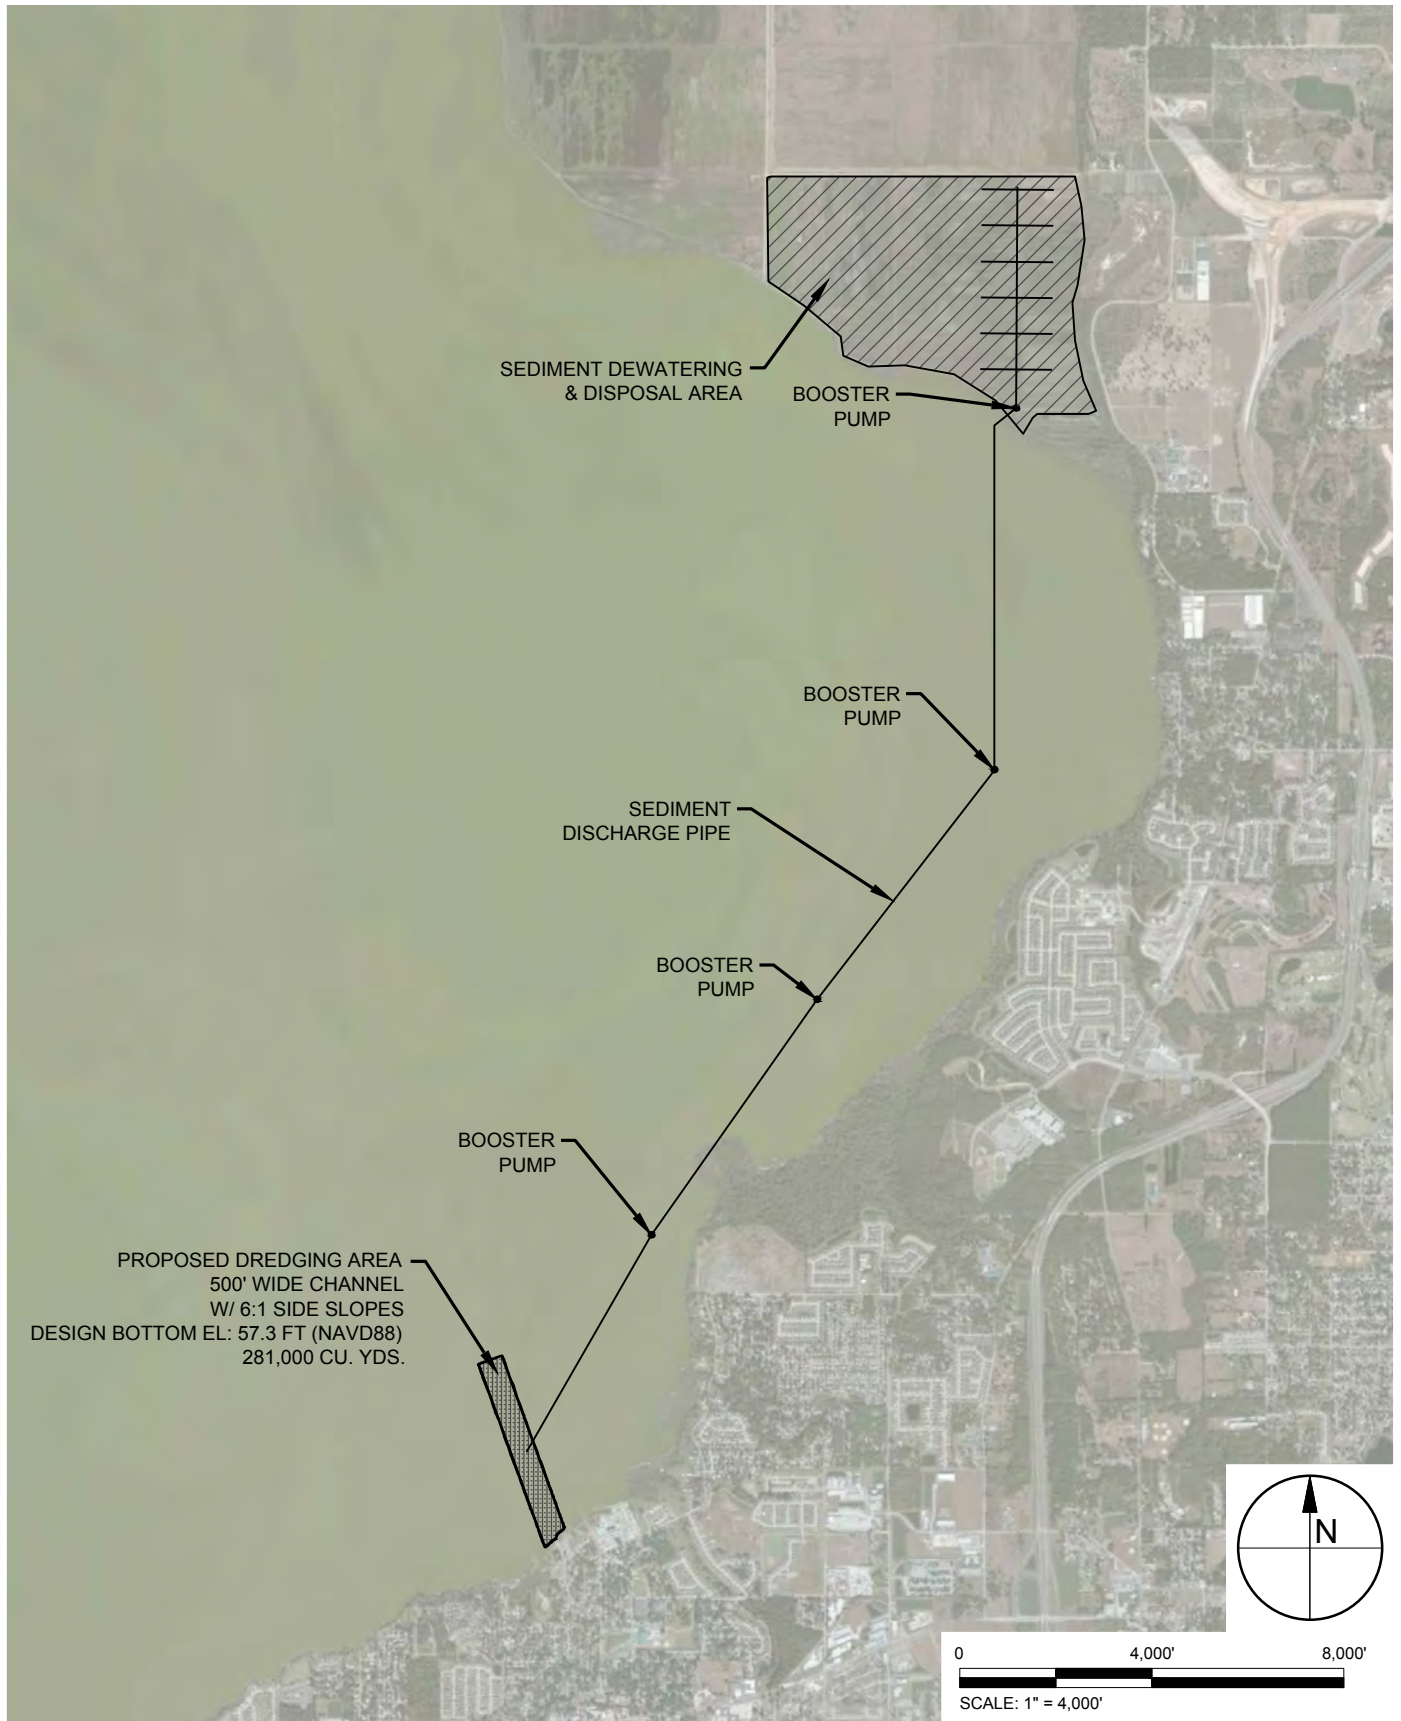 SEDIMENT DEWATERING
& DISPOSAL AREA
BOOSTER
PUMP
BOOSTER
PUMP
SEDIMENT
DISCHARGE PIPE
BOOSTER
PUMP
BOOSTER
PUMP
PROPOSED DREDGING AREA
500' WIDE CHANNEL
W/ 6:1 SIDE SLOPES
DESIGN BOTTOM EL: 57.3 FT (NAVD88)
281,000 CU. YDS.
N
0 4,000' 8,000'
SCALE: 1" = 4,000'